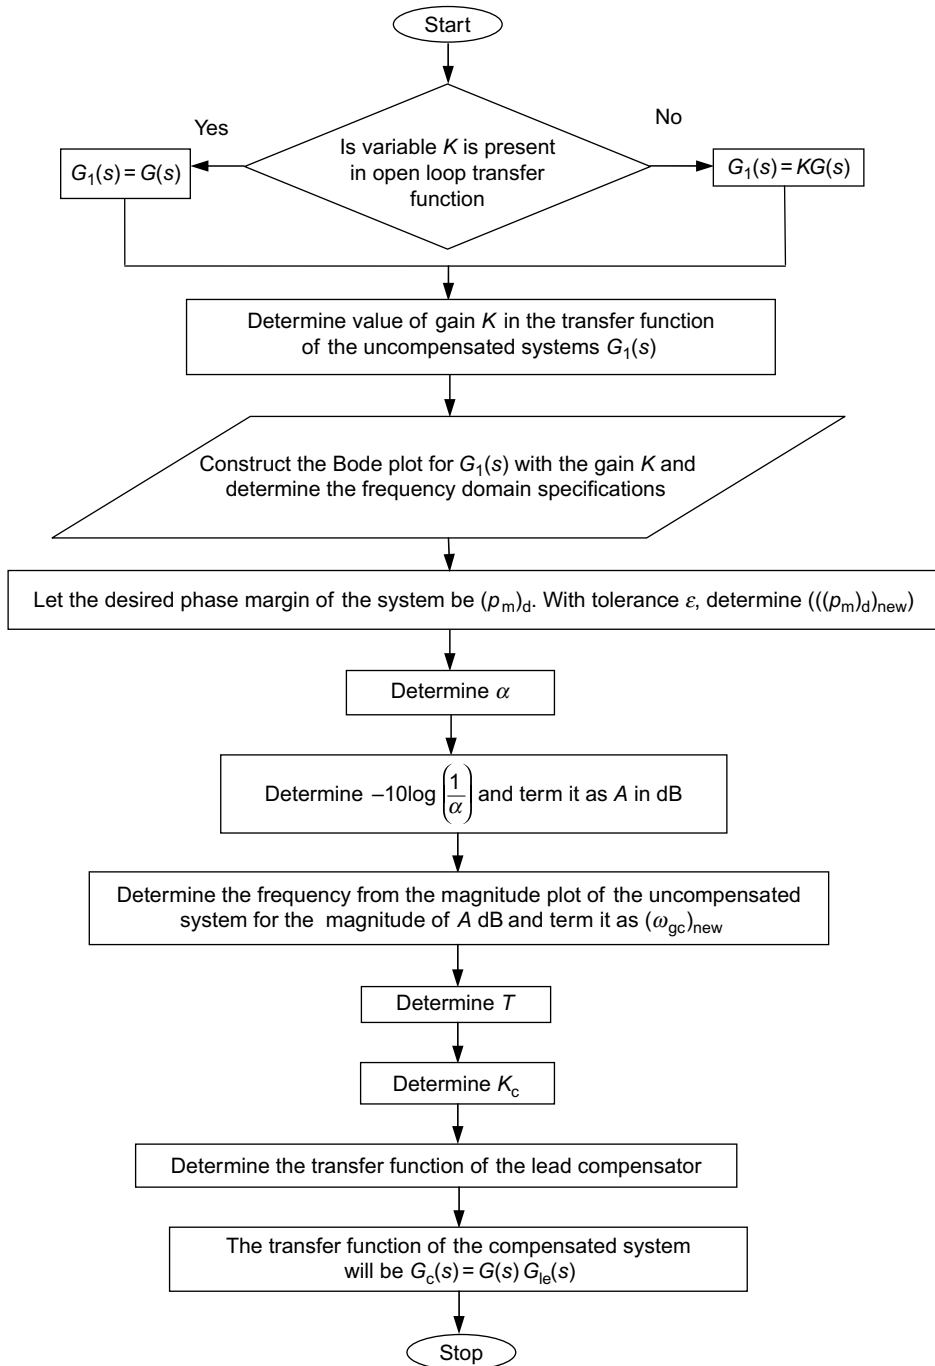 Start
Yes
No
Is variable K is present
in open loop transfer
function
G₁(s) = G(s)
G₁(s) = KG(s)
Determine value of gain K in the transfer function
of the uncompensated systems G₁(s)
Construct the Bode plot for G₁(s) with the gain K and
determine the frequency domain specifications
Let the desired phase margin of the system be (pₘ)d. With tolerance ε, determine (((pₘ)d)new)
Determine α
Determine –10log (1/α) and term it as A in dB
Determine the frequency from the magnitude plot of the uncompensated
system for the magnitude of A dB and term it as (ωgc)new
Determine T
Determine Kc
Determine the transfer function of the lead compensator
The transfer function of the compensated system
will be Gc(s) = G(s) Gle(s)
Stop